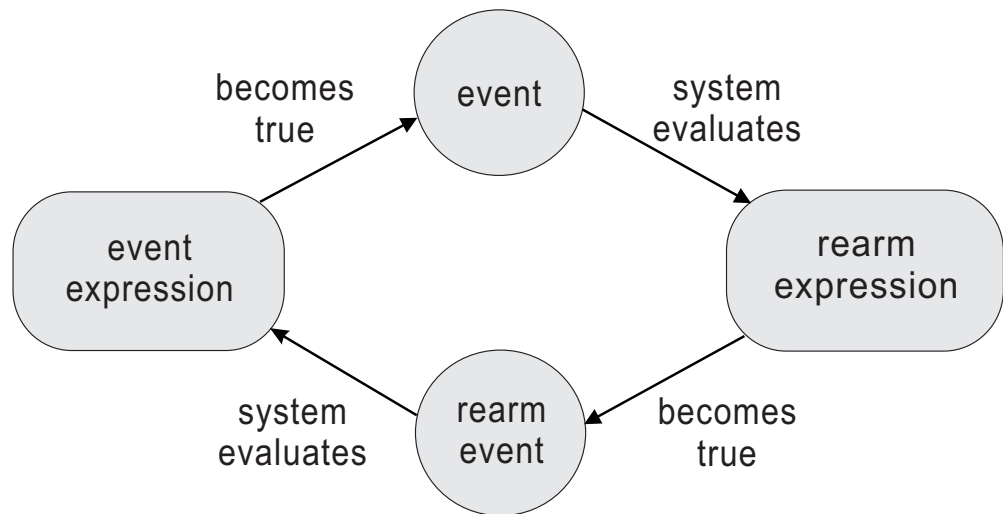 event
becomes
true
system
evaluates
event
expression
rearm
expression
system
evaluates
rearm
event
becomes
true